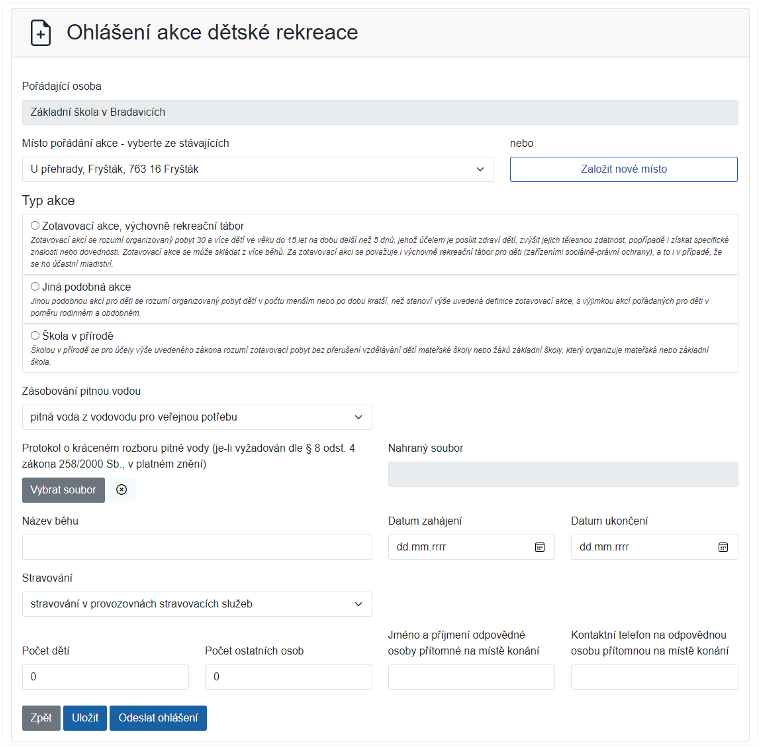 Ohlášení akce dětské rekreace
Pořádající osoba
Základní škola v Bradavicích
Místo pořádání akce - vyberte ze stávajících
nebo
U přehrady, Fryšták, 763 16 Fryšták
Založit nové místo
Typ akce
Zotavovací akce, výchovně rekreační tábor
Zotavovací akcí se rozumí organizovaný pobyt 30 a více dětí ve věku do 15 let na dobu delší než 5 dnů, jehož účelem je posílit zdraví dětí, zvýšit jejich tělesnou zdatnost, popřípadě i získat specifické
znalosti nebo dovednosti. Zotavovací akce se může skládat z více běhů. Za zotavovací akci se považuje i výchovně rekreační tábor pro děti (zařízeními sociálně-právní ochrany), a to i v případě, že
se ho účastní mladiství.
Jiná podobná akce
Jinou podobnou akcí pro děti se rozumí organizovaný pobyt dětí v počtu menším nebo po dobu kratší, než stanoví výše uvedená definice zotavovací akce, s výjimkou akcí pořádaných pro děti v
poměru rodinném a obdobném.
Škola v přírodě
Školou v přírodě se pro účely výše uvedeného zákona rozumí zotavovací pobyt bez přerušení vzdělávání dětí mateřské školy nebo žáků základní školy, který organizuje mateřská nebo základní
škola.
Zásobování pitnou vodou
pitná voda z vodovodu pro veřejnou potřebu
Protokol o kráceném rozboru pitné vody (je-li vyžadován dle § 8 odst. 4
zákona 258/2000 Sb., v platném znění)
Nahraný soubor
Vybrat soubor
Název běhu
Datum zahájení
Datum ukončení
dd.mm.rrrr
dd.mm.rrrr
Stravování
stravování v provozovnách stravovacích služeb
Počet dětí
Počet ostatních osob
Jméno a příjmení odpovědné
osoby přítomné na místě konání
Kontaktní telefon na odpovědnou
osobu přítomnou na místě konání
0
0
Zpět
Uložit
Odeslat ohlášení